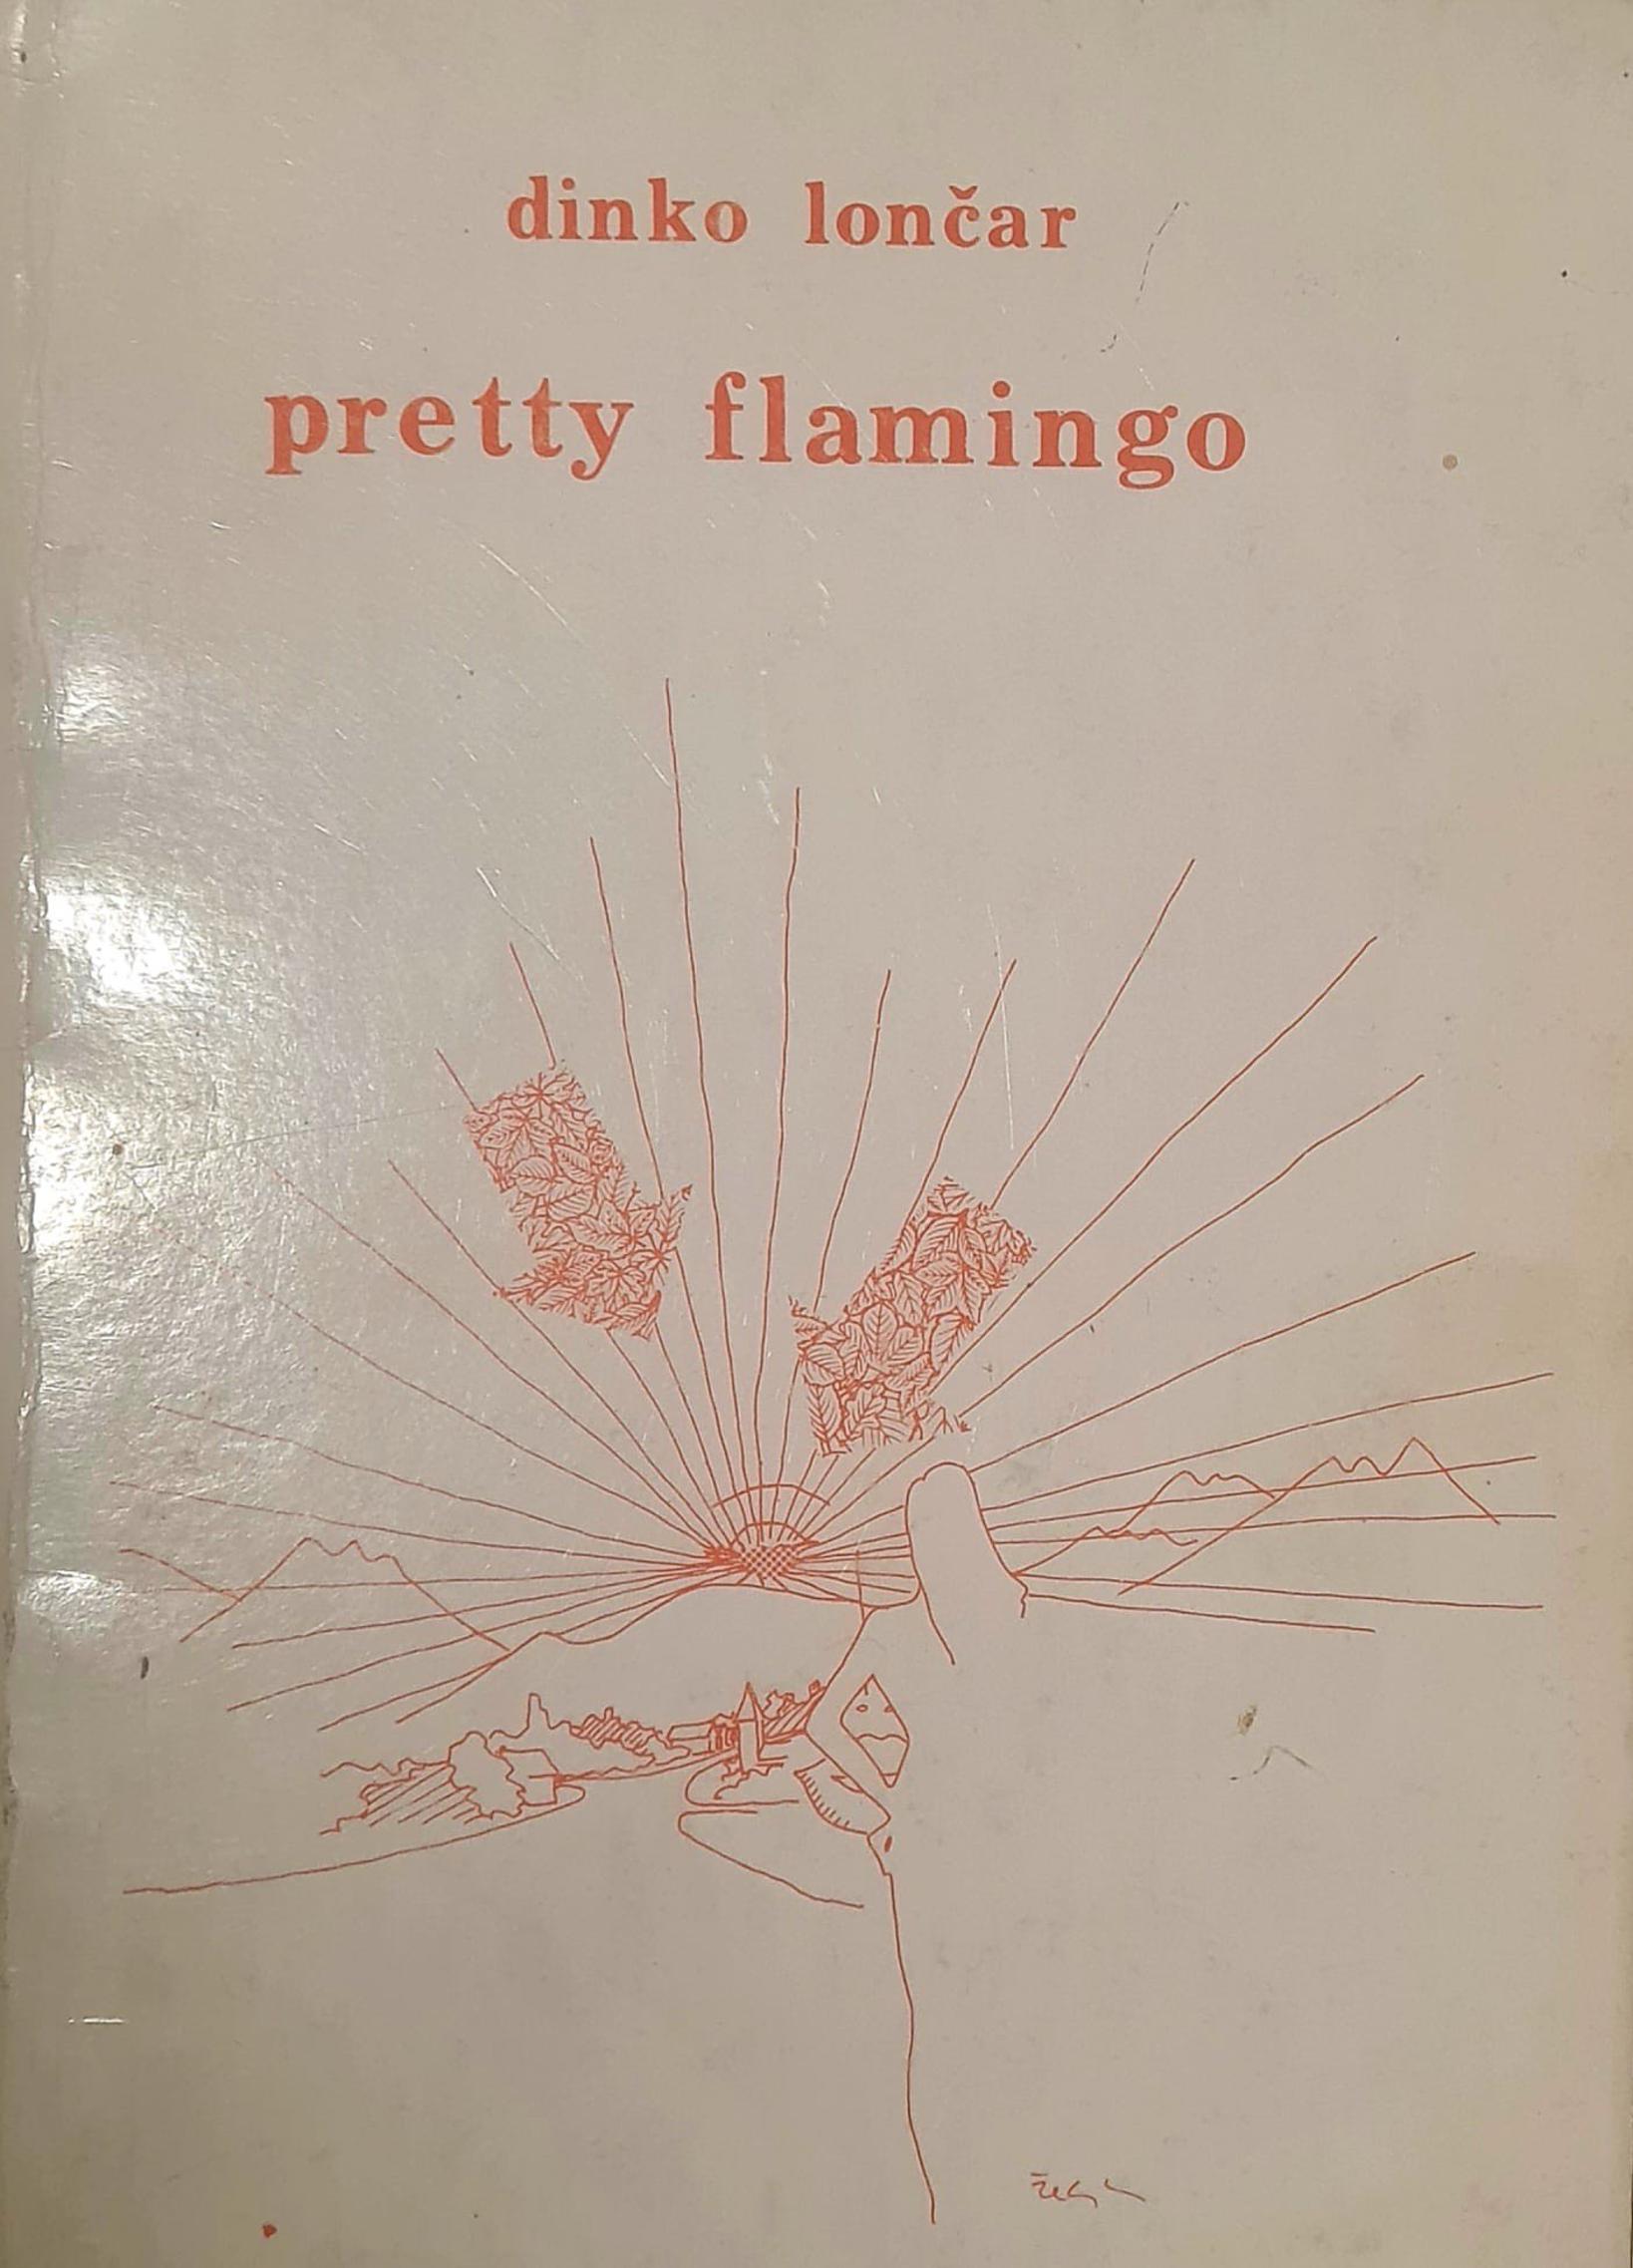 dinko lončar
pretty flamingo